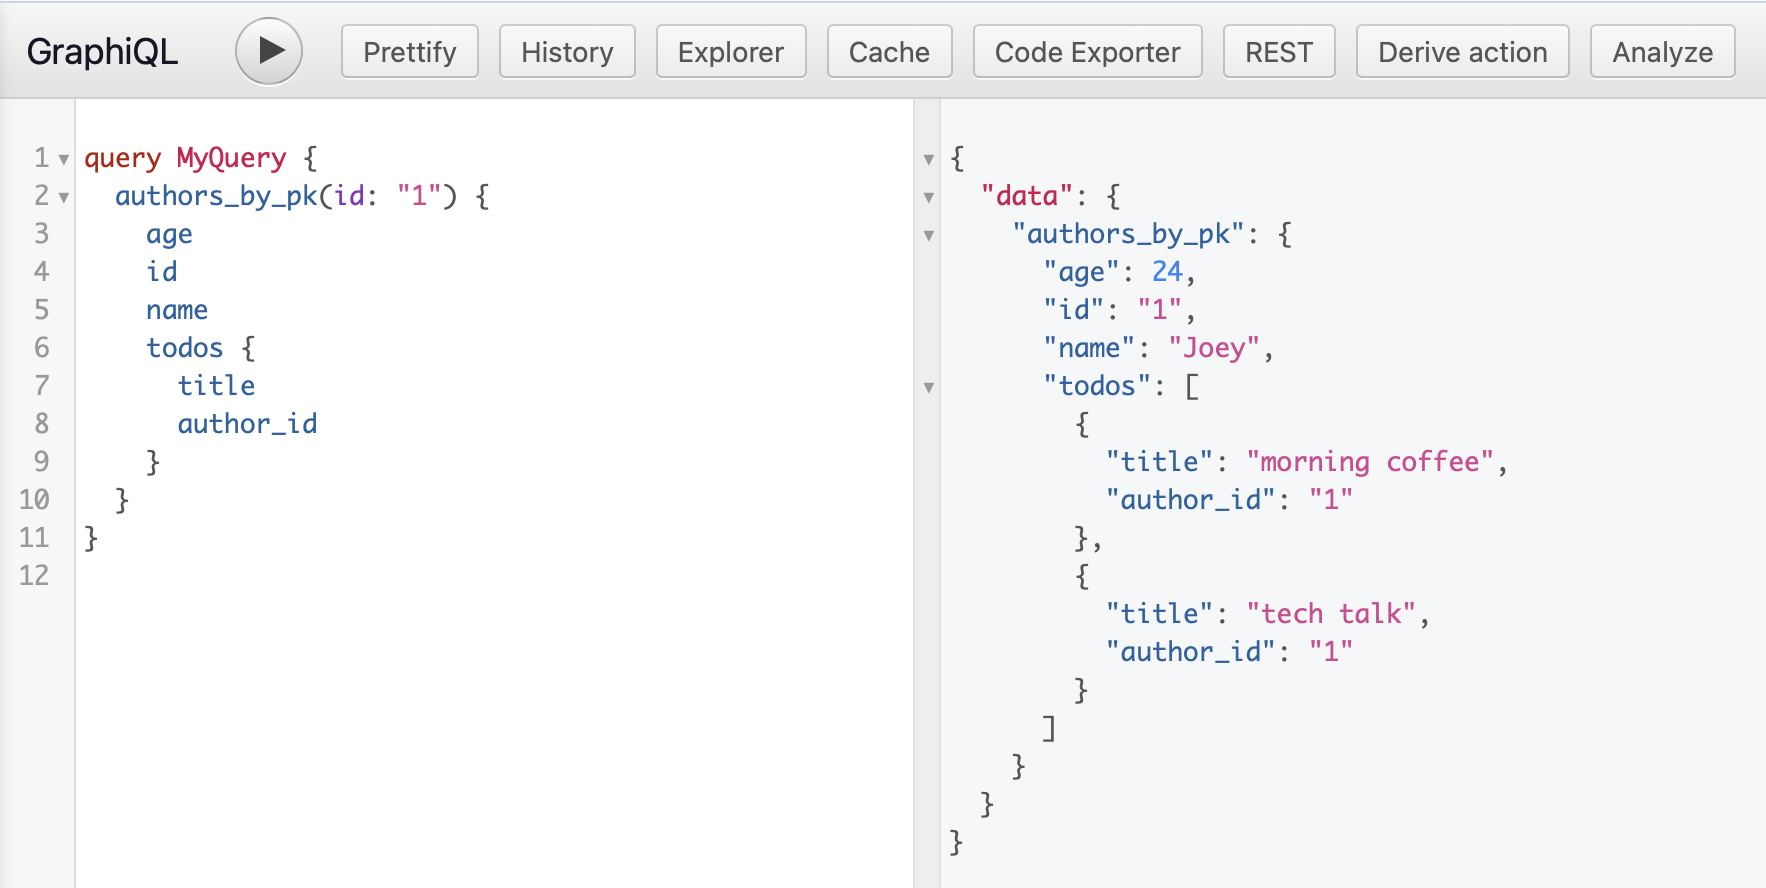 GraphiQL Prettify History Explorer Cache Code Exporter REST Derive action Analyze
1 query MyQuery {
2   authors_by_pk(id: "1") {
3     age
4     id
5     name
6     todos {
7       title
8       author_id
9     }
10   }
11 }
12
{
  "data": {
    "authors_by_pk": {
      "age": 24,
      "id": "1",
      "name": "Joey",
      "todos": [
        {
          "title": "morning coffee",
          "author_id": "1"
        },
        {
          "title": "tech talk",
          "author_id": "1"
        }
      ]
    }
  }
}